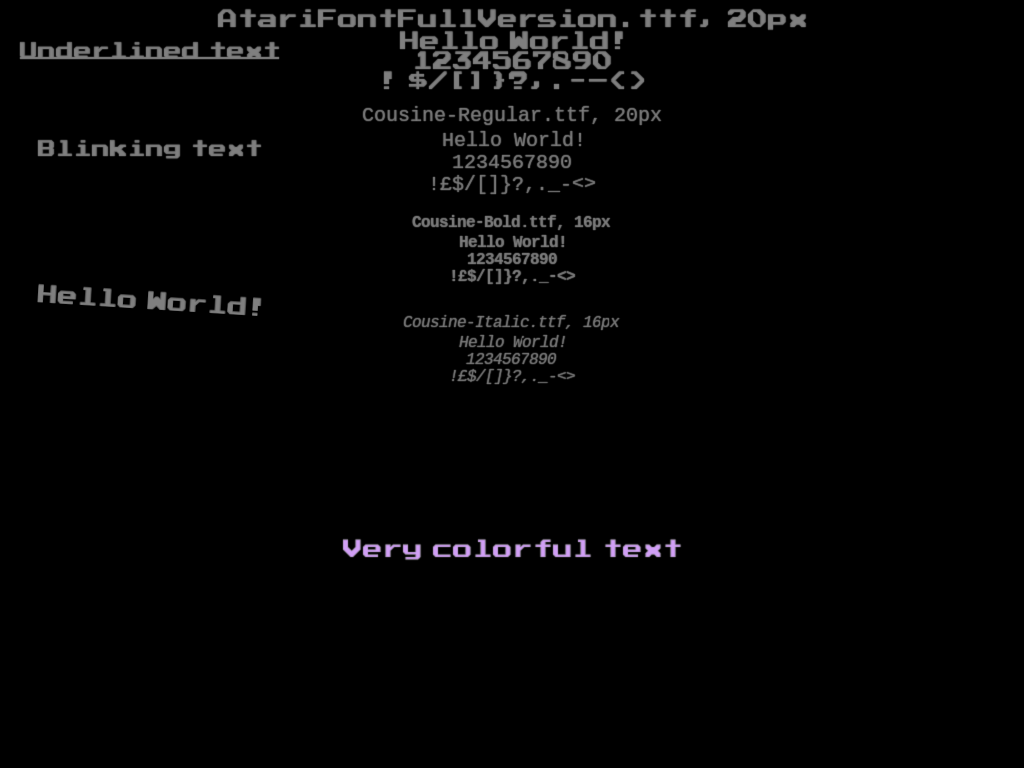 AtariFontFullVersion.ttf, 20px
Hello World!
Underlined text
1234567890
! $/[]}?,.--<>
Cousine-Regular.ttf, 20px
Hello World!
Blinking text
1234567890
!£$/[]}?,._-<>
Cousine-Bold.ttf, 16px
Hello World!
1234567890
!£$/[]}?,._-<>
Hello World!
Cousine-Italic.ttf, 16px
Hello World!
1234567890
!£$/[]}?,._-<>
Very colorful text